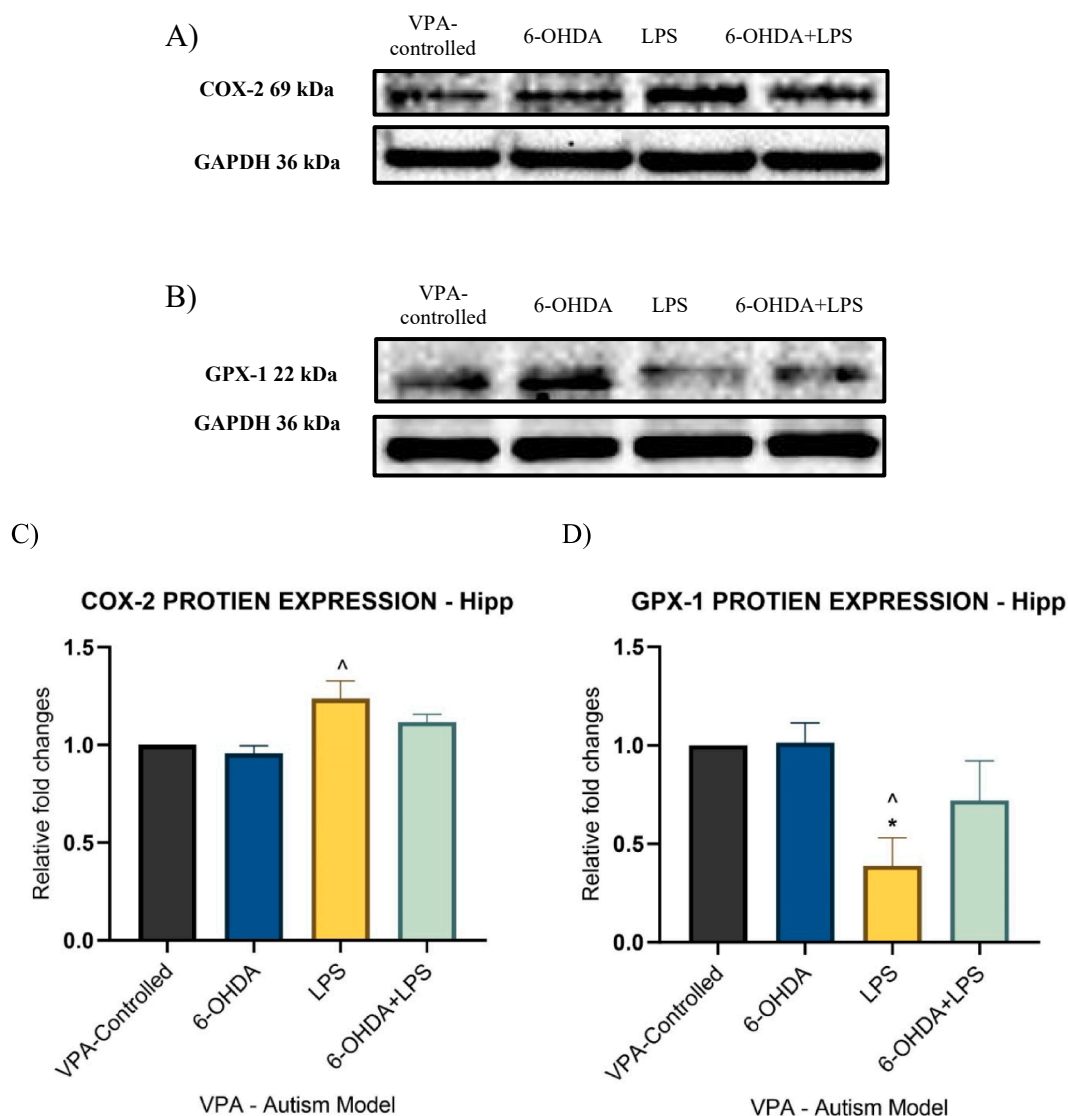 A)
VPA-
controlled
6-OHDA
LPS
6-OHDA+LPS
COX-2 69 kDa
GAPDH 36 kDa
B)
VPA-
controlled
6-OHDA
LPS
6-OHDA+LPS
GPX-1 22 kDa
GAPDH 36 kDa
C)
COX-2 PROTIEN EXPRESSION - Hipp
Relative fold changes
1.5
1.0
0.5
0.0
^
VPA-Controlled
6-OHDA
LPS
6-OHDA+LPS
VPA - Autism Model
D)
GPX-1 PROTIEN EXPRESSION - Hipp
Relative fold changes
1.5
1.0
0.5
0.0
^
*
VPA-Controlled
6-OHDA
LPS
6-OHDA+LPS
VPA - Autism Model